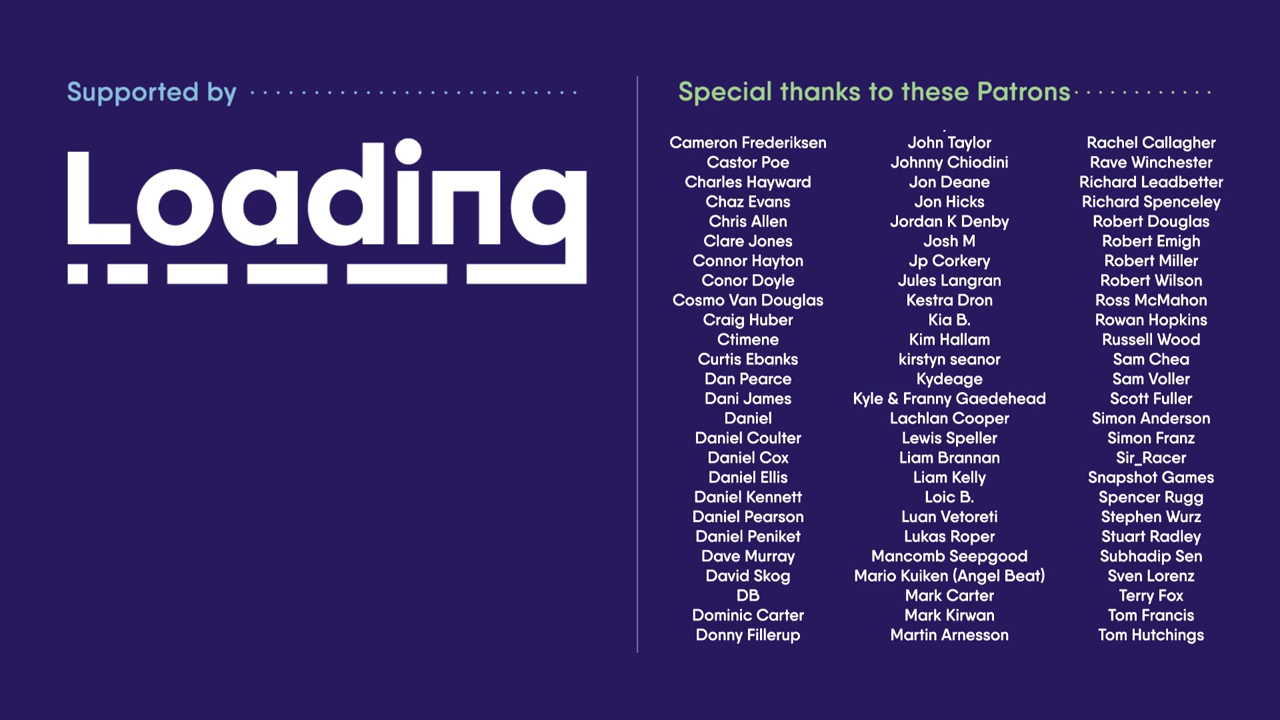 Supported by
Loading
Special thanks to these Patrons
Cameron Frederiksen
Castor Poe
Charles Hayward
Chaz Evans
Chris Allen
Clare Jones
Connor Hayton
Conor Doyle
Cosmo Van Douglas
Craig Huber
Ctimene
Curtis Ebanks
Dan Pearce
Dani James
Daniel
Daniel Coulter
Daniel Cox
Daniel Ellis
Daniel Kennett
Daniel Pearson
Daniel Peniket
Dave Murray
David Skog
DB
Dominic Carter
Donny Fillerup
John Taylor
Johnny Chiodini
Jon Deane
Jon Hicks
Jordan K Denby
Josh M
Jp Corkery
Jules Langran
Kestra Dron
Kia B.
Kim Hallam
kirstyn seanor
Kydeage
Kyle & Franny Gaedehead
Lachlan Cooper
Lewis Speller
Liam Brannan
Liam Kelly
Loic B.
Luan Vetoreti
Lukas Roper
Mancomb Seepgood
Mario Kuiken (Angel Beat)
Mark Carter
Mark Kirwan
Martin Arnesson
Rachel Callagher
Rave Winchester
Richard Leadbetter
Richard Spenceley
Robert Douglas
Robert Emigh
Robert Miller
Robert Wilson
Ross McMahon
Rowan Hopkins
Russell Wood
Sam Chea
Sam Voller
Scott Fuller
Simon Anderson
Simon Franz
Sir_Racer
Snapshot Games
Spencer Rugg
Stephen Wurz
Stuart Radley
Subhadip Sen
Sven Lorenz
Terry Fox
Tom Francis
Tom Hutchings